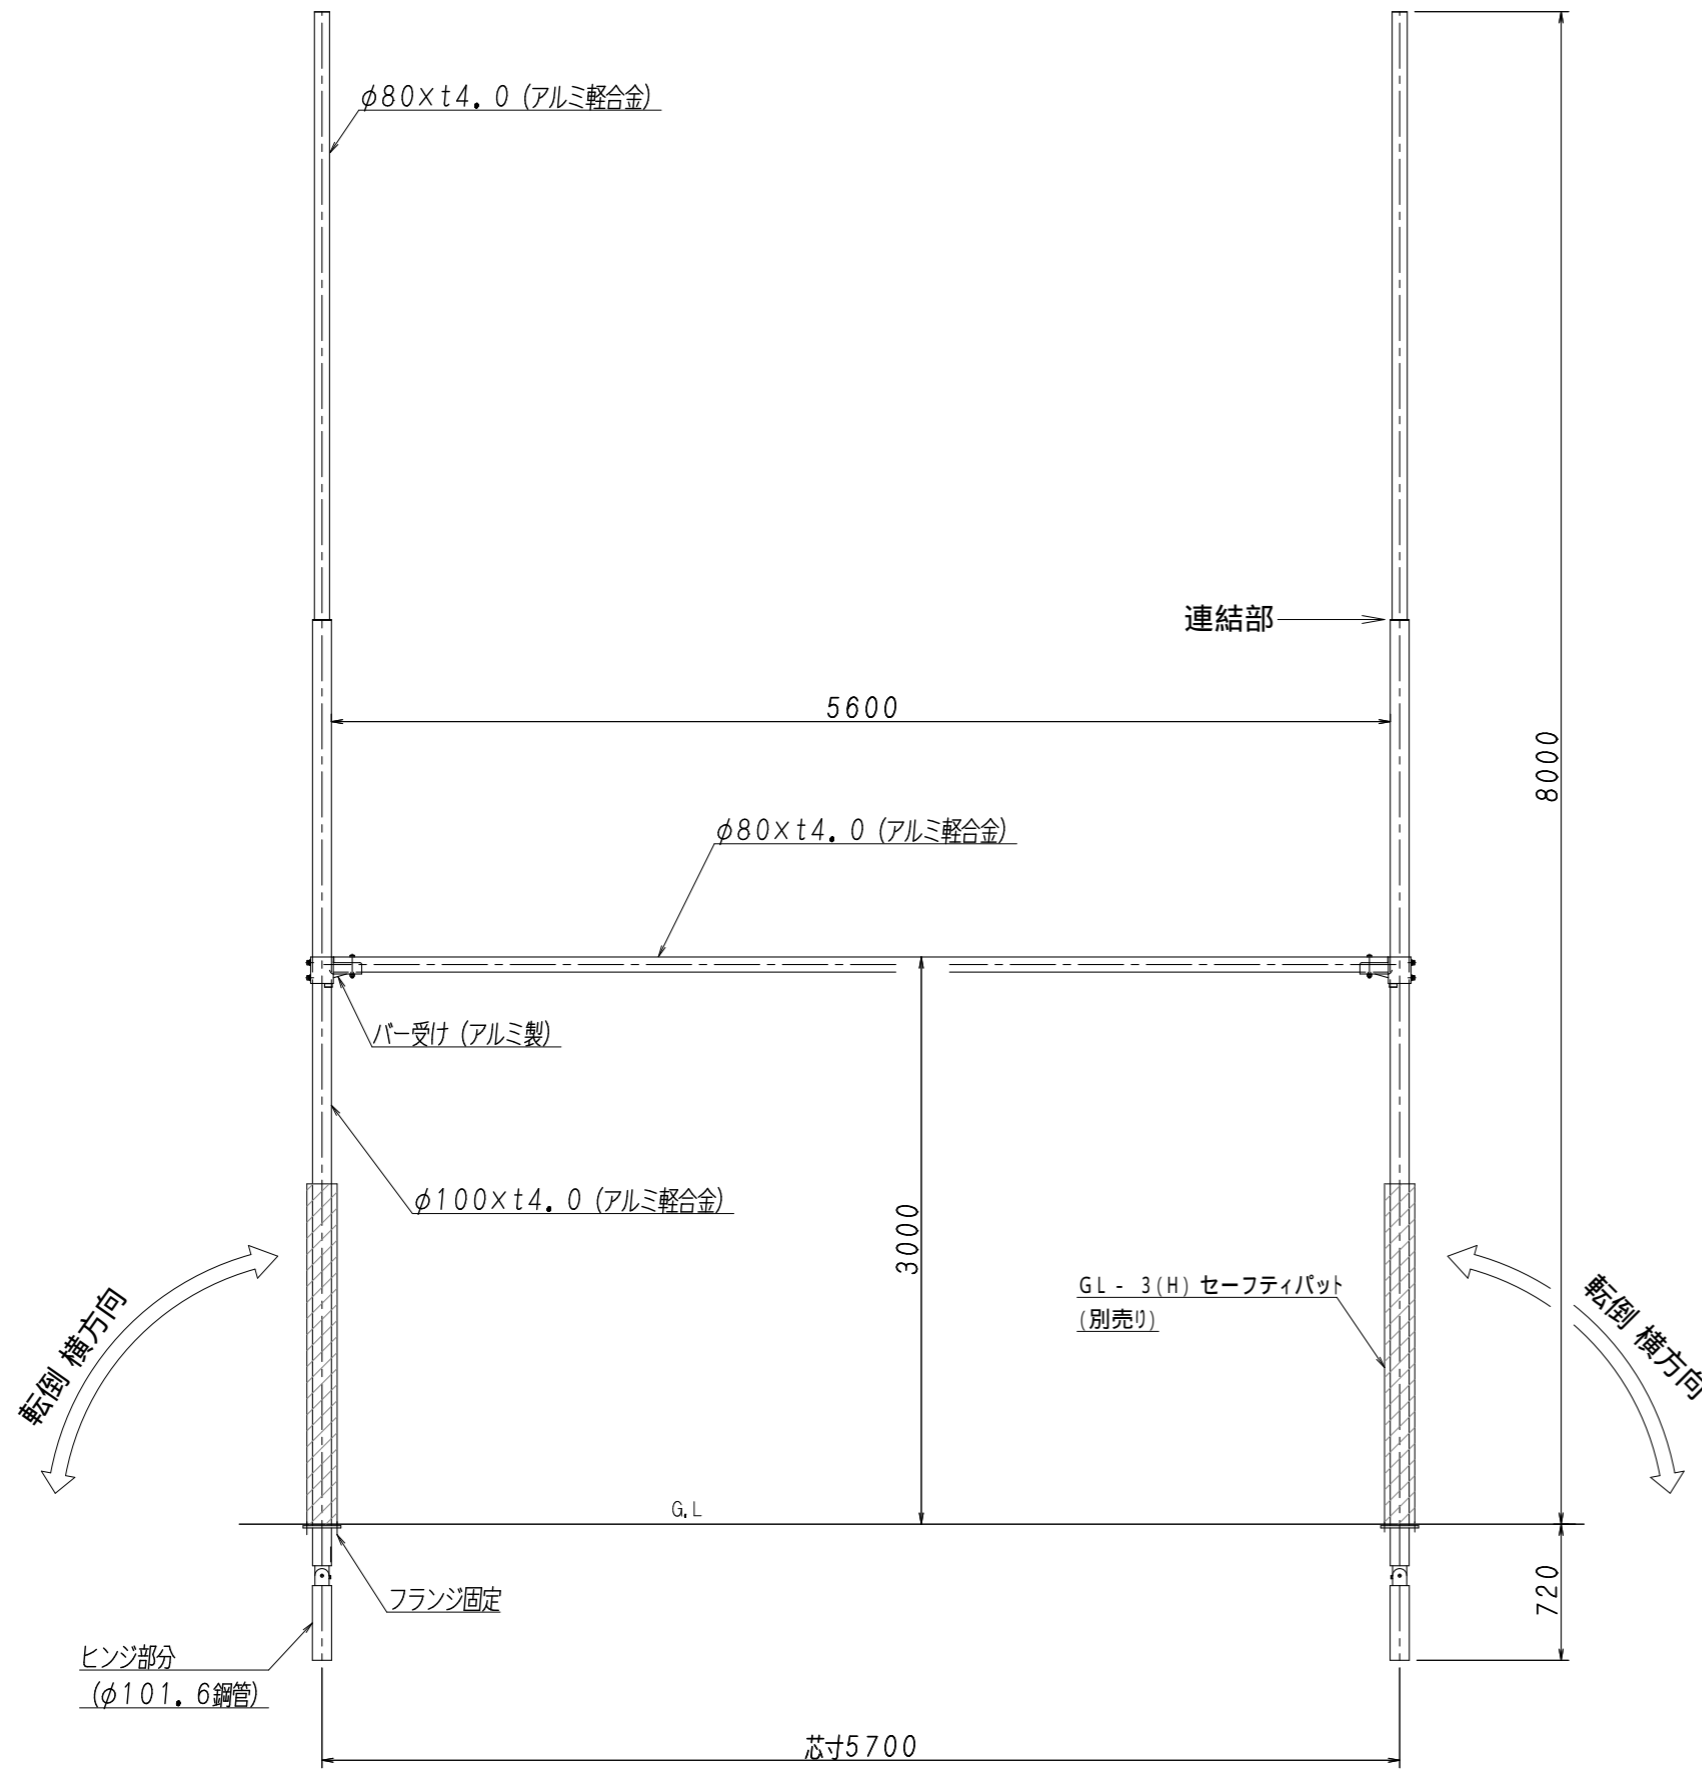 φ80×t4.0 (アルミ軽合金)
連結部
5600
8000
φ80×t4.0 (アルミ軽合金)
バー受け (アルミ製)
φ100×t4.0 (アルミ軽合金)
3000
GL- 3(H) セーフティパット
(別売り)
転倒 横方向
転倒 横方向
G.L
フランジ固定
720
ヒンジ部分
(φ101.6鋼管)
芯寸5700